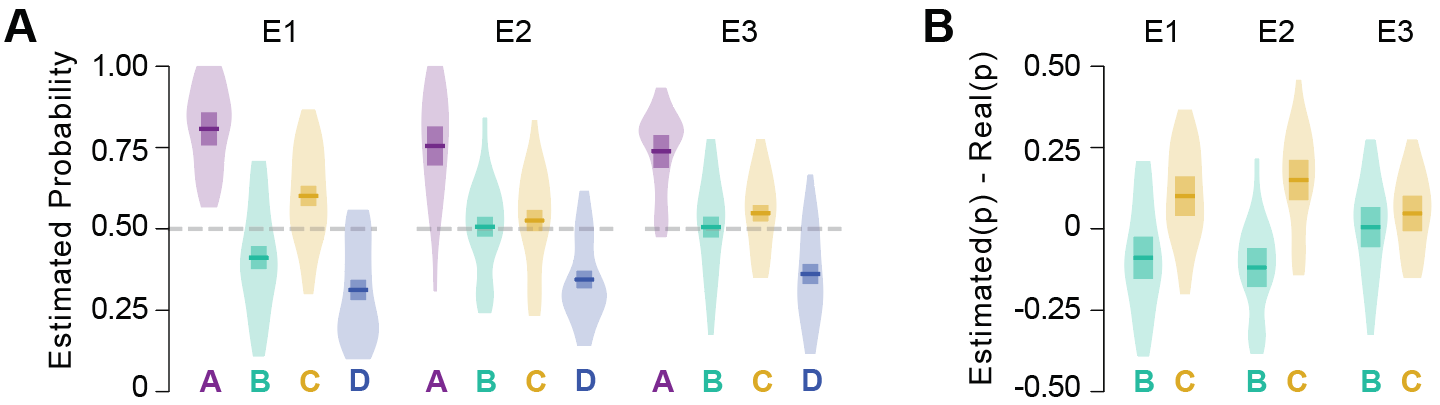 A
E1 E2 E3
Estimated Probability
1.00
0.75
0.50
0.25
0
A B C D A B C D A B C D
B
E1 E2 E3
Estimated(p) - Real(p)
0.50
0.25
0
-0.25
-0.50
B C B C B C